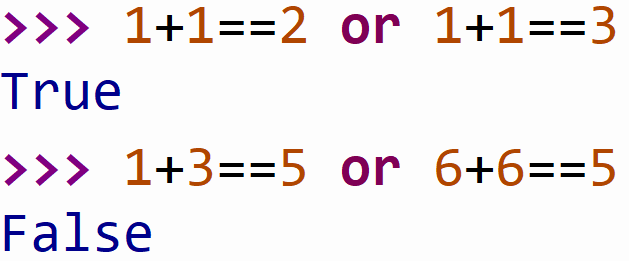 >>> 1+1==2 or 1+1==3
True
>>> 1+3==5 or 6+6==5
False